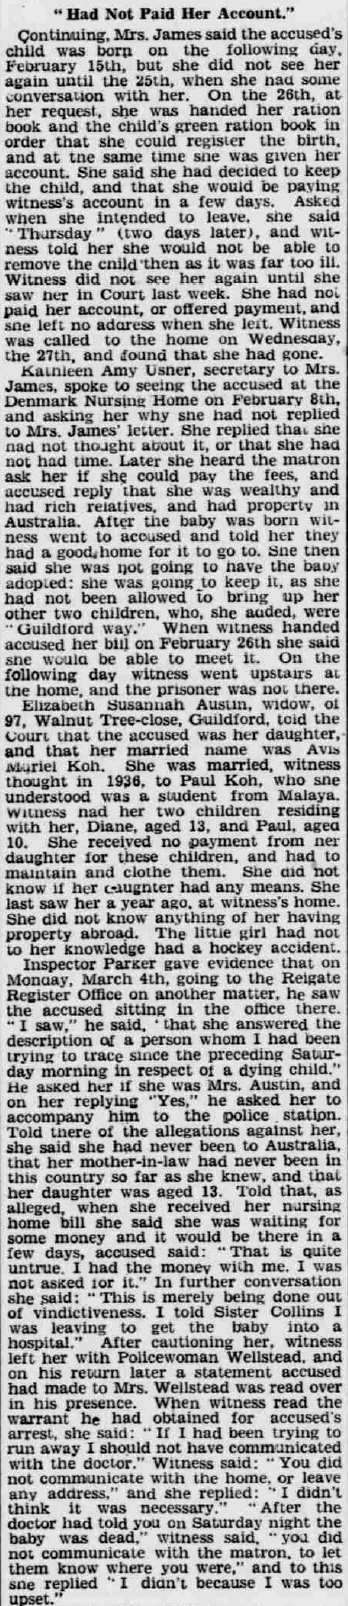 "Had Not Paid Her Account."
Continuing, Mrs. James said the accused's
child was born on the following day,
February 15th, but she did not see her
again until the 25th, when she had some
conversation with her. On the 26th, at
her request, she was handed her ration
book and the child's green ration book in
order that she could register the birth,
and at the same time she was given her
account. She said she had decided to keep
the child, and that she would be paying
witness's account in a few days. Asked
when she intended to leave, she said
"Thursday" (two days later), and wit-
ness told her she would not be able to
remove the child then as it was far too ill.
Witness did not see her again until she
saw her in Court last week. She had not
paid her account, or offered payment, and
she left no address when she left. Witness
was called to the home on Wednesday,
the 27th, and found that she had gone.
Kathleen Amy Usner, secretary to Mrs.
James, spoke to seeing the accused at the
Denmark Nursing Home on February 8th,
and asking her why she had not replied
to Mrs. James' letter. She replied that she
had not thought about it, or that she had
not had time. Later she heard the matron
ask her if she could pay the fees, and
accused reply that she was wealthy and
had rich relatives, and had property in
Australia. After the baby was born wit-
ness went to accused and told her they
had a good home for it to go to. She then
said she was not going to have the baby
adopted; she was going to keep it, as she
had not been allowed to bring up her
other two children, who, she added, were
"Guildford way." When witness handed
accused her bill on February 26th she said
she would be able to meet it. On the
following day witness went upstairs at
the home, and the prisoner was not there.
Elizabeth Susannah Austin, widow, of
97, Walnut Tree-close, Guildford, told the
Court that the accused was her daughter,
and that her married name was Avis
Muriel Koh. She was married, witness
thought in 1936, to Paul Koh, who she
understood was a student from Malaya.
Witness had her two children residing
with her, Diane, aged 13, and Paul, aged
10. She received no payment from her
daughter for these children, and had to
maintain and clothe them. She did not
know if her daughter had any means. She
last saw her a year ago, at witness's home.
She did not know anything of her having
property abroad. The little girl had not
to her knowledge had a hockey accident.
Inspector Parker gave evidence that on
Monday, March 4th, going to the Reigate
Register Office on another matter, he saw
the accused sitting in the office there.
"I saw," he said, 'that she answered the
description of a person whom I had been
trying to trace since the preceding Satur-
day morning in respect of a dying child."
He asked her if she was Mrs. Austin, and
on her replying "Yes," he asked her to
accompany him to the police station.
Told there of the allegations against her,
she said she had never been to Australia,
that her mother-in-law had never been in
this country so far as she knew, and that
her daughter was aged 13. Told that, as
alleged, when she received her nursing
home bill she said she was waiting for
some money and it would be there in a
few days, accused said: "That is quite
untrue. I had the money with me. I was
not asked for it." In further conversation
she said: "This is merely being done out
of vindictiveness. I told Sister Collins I
was leaving to get the baby into a
hospital." After cautioning her, witness
left her with Policewoman Wellstead, and
on his return later a statement accused
had made to Mrs. Wellstead was read over
in his presence. When witness read the
warrant he had obtained for accused's
arrest, she said: "If I had been trying to
run away I should not have communicated
with the doctor." Witness said: "You did
not communicate with the home, or leave
any address," and she replied: "I didn't
think it was necessary." "After the
doctor had told you on Saturday night the
baby was dead," witness said, "you did
not communicate with the matron, to let
them know where you were," and to this
she replied "I didn't because I was too
upset."